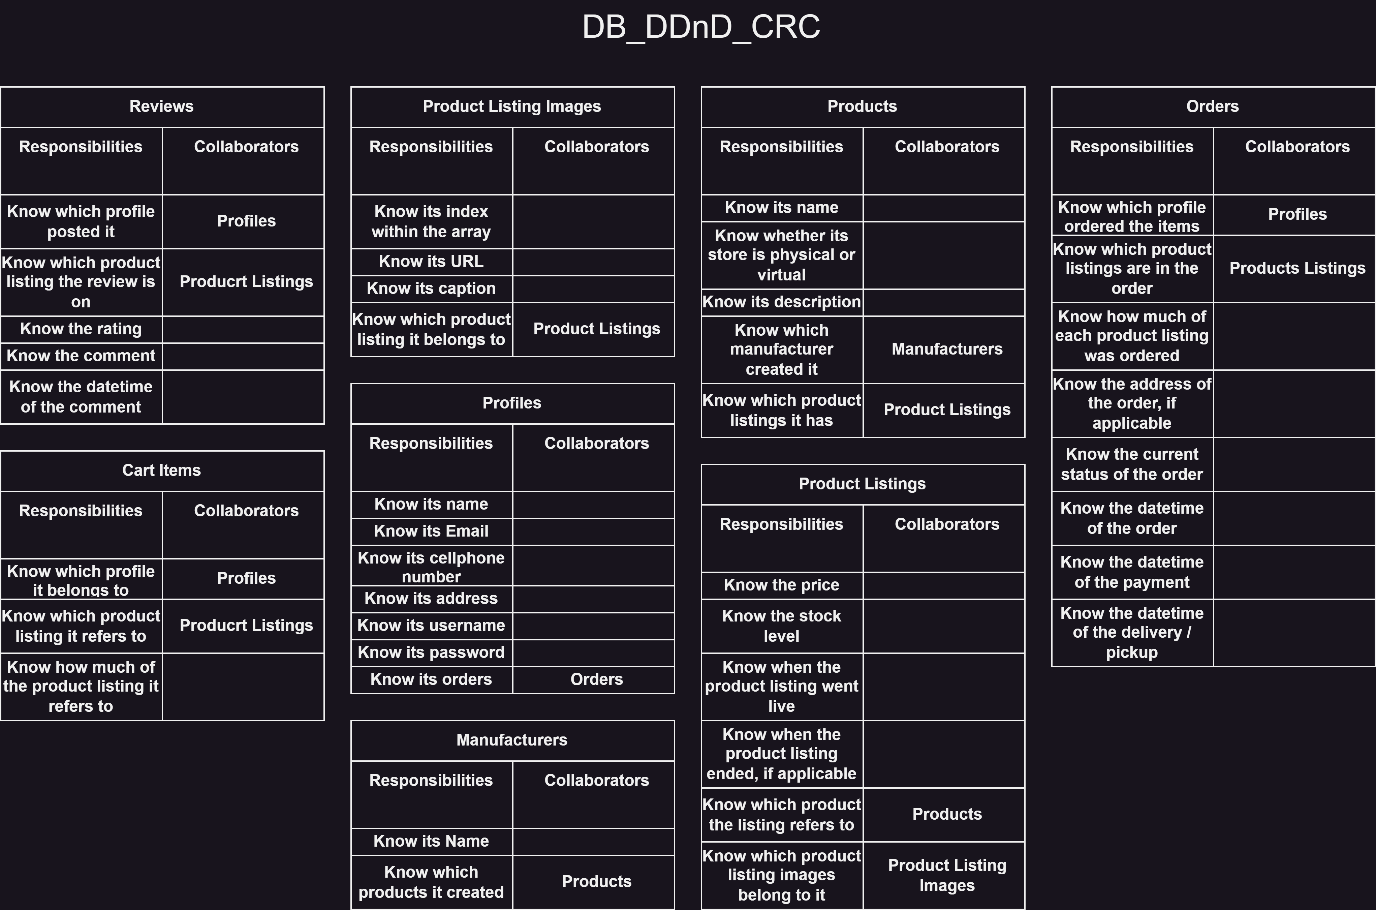 DB_DDnD_CRC
Reviews
Responsibilities
Collaborators
Know which profile
posted it
Profiles
Know which product
listing the review is
on
Producrt Listings
Know the rating
Know the comment
Know the datetime
of the comment
Cart Items
Responsibilities
Collaborators
Know which profile
it belongs to
Profiles
Know which product
listing it refers to
Producrt Listings
Know how much of
the product listing it
refers to
Product Listing Images
Responsibilities
Collaborators
Know its index
within the array
Know its URL
Know its caption
Know which product
listing it belongs to
Product Listings
Profiles
Responsibilities
Collaborators
Know its name
Know its Email
Know its cellphone
number
Know its address
Know its username
Know its password
Know its orders
Orders
Manufacturers
Responsibilities
Collaborators
Know its Name
Know which
products it created
Products
Products
Responsibilities
Collaborators
Know its name
Know whether its
store is physical or
virtual
Know its description
Know which
manufacturer
created it
Manufacturers
Know which product
listings it has
Product Listings
Product Listings
Responsibilities
Collaborators
Know the price
Know the stock
level
Know when the
product listing went
live
Know when the
product listing
ended, if applicable
Know which product
the listing refers to
Products
Know which product
listing images
belong to it
Product Listing
Images
Orders
Responsibilities
Collaborators
Know which profile
ordered the items
Profiles
Know which product
listings are in the
order
Products Listings
Know how much of
each product listing
was ordered
Know the address of
the order, if
applicable
Know the current
status of the order
Know the datetime
of the order
Know the datetime
of the payment
Know the datetime
of the delivery /
pickup